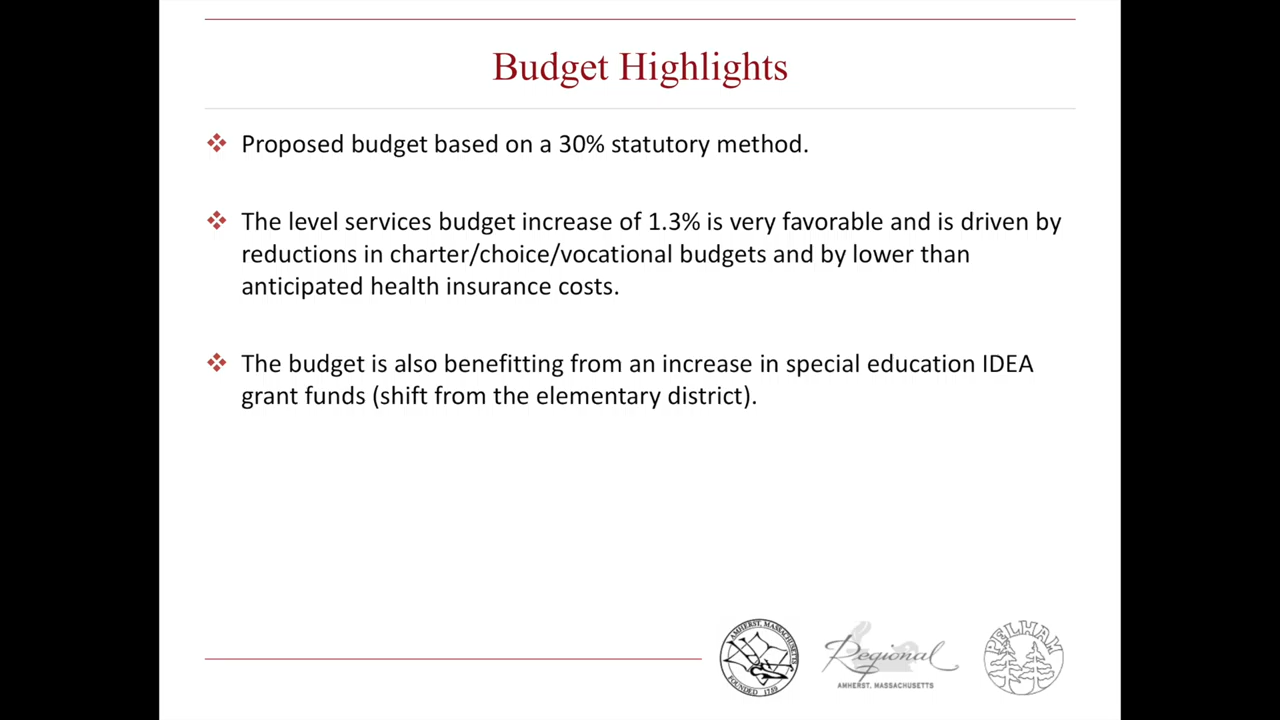 Budget Highlights
Proposed budget based on a 30% statutory method.
The level services budget increase of 1.3% is very favorable and is driven by
reductions in charter/choice/vocational budgets and by lower than
anticipated health insurance costs.
The budget is also benefitting from an increase in special education IDEA
grant funds (shift from the elementary district).
AMHERST, MASSACHUSETTS
FOUNDED 1759
Regional
AMHERST, MASSACHUSETTS
PELHAM